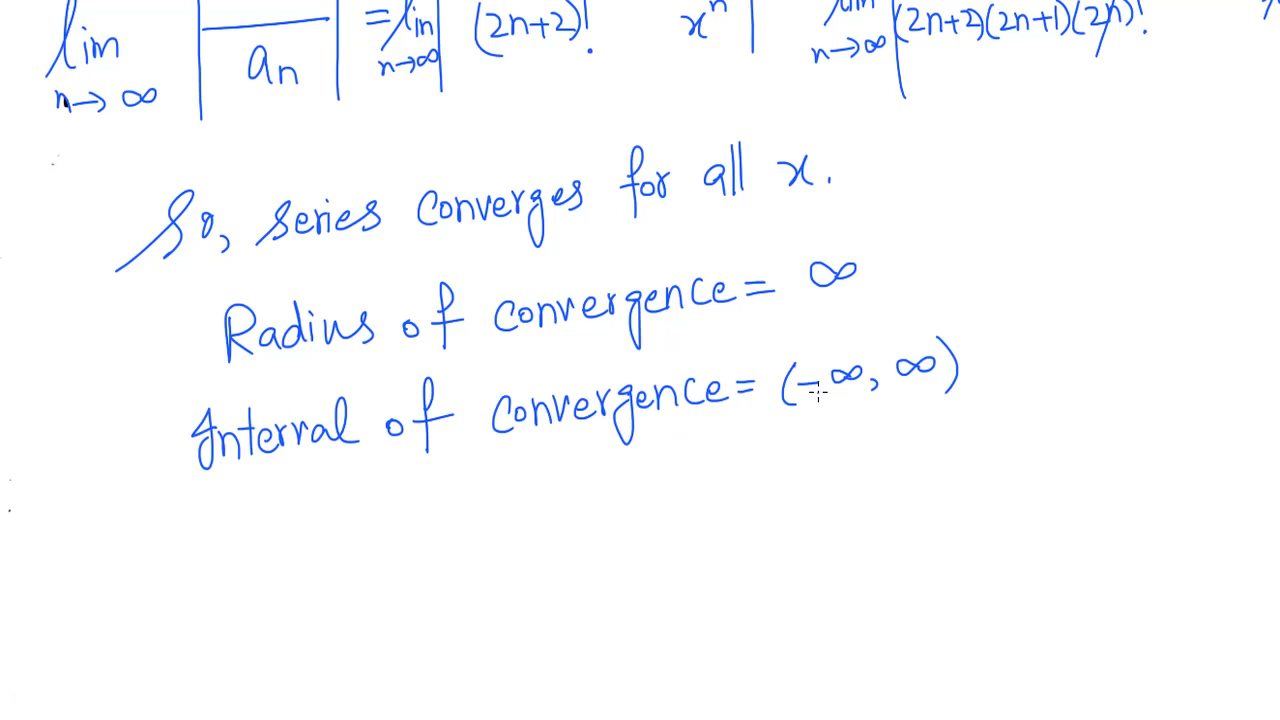 lim n→∞ | a_n | = lim n→∞ | (2n+2)! x^n | lim n→∞ | (2n+2)(2n+1)(2n)!
So, series converges for all x.
Radius of convergence = ∞
Interval of convergence = (-∞, ∞)